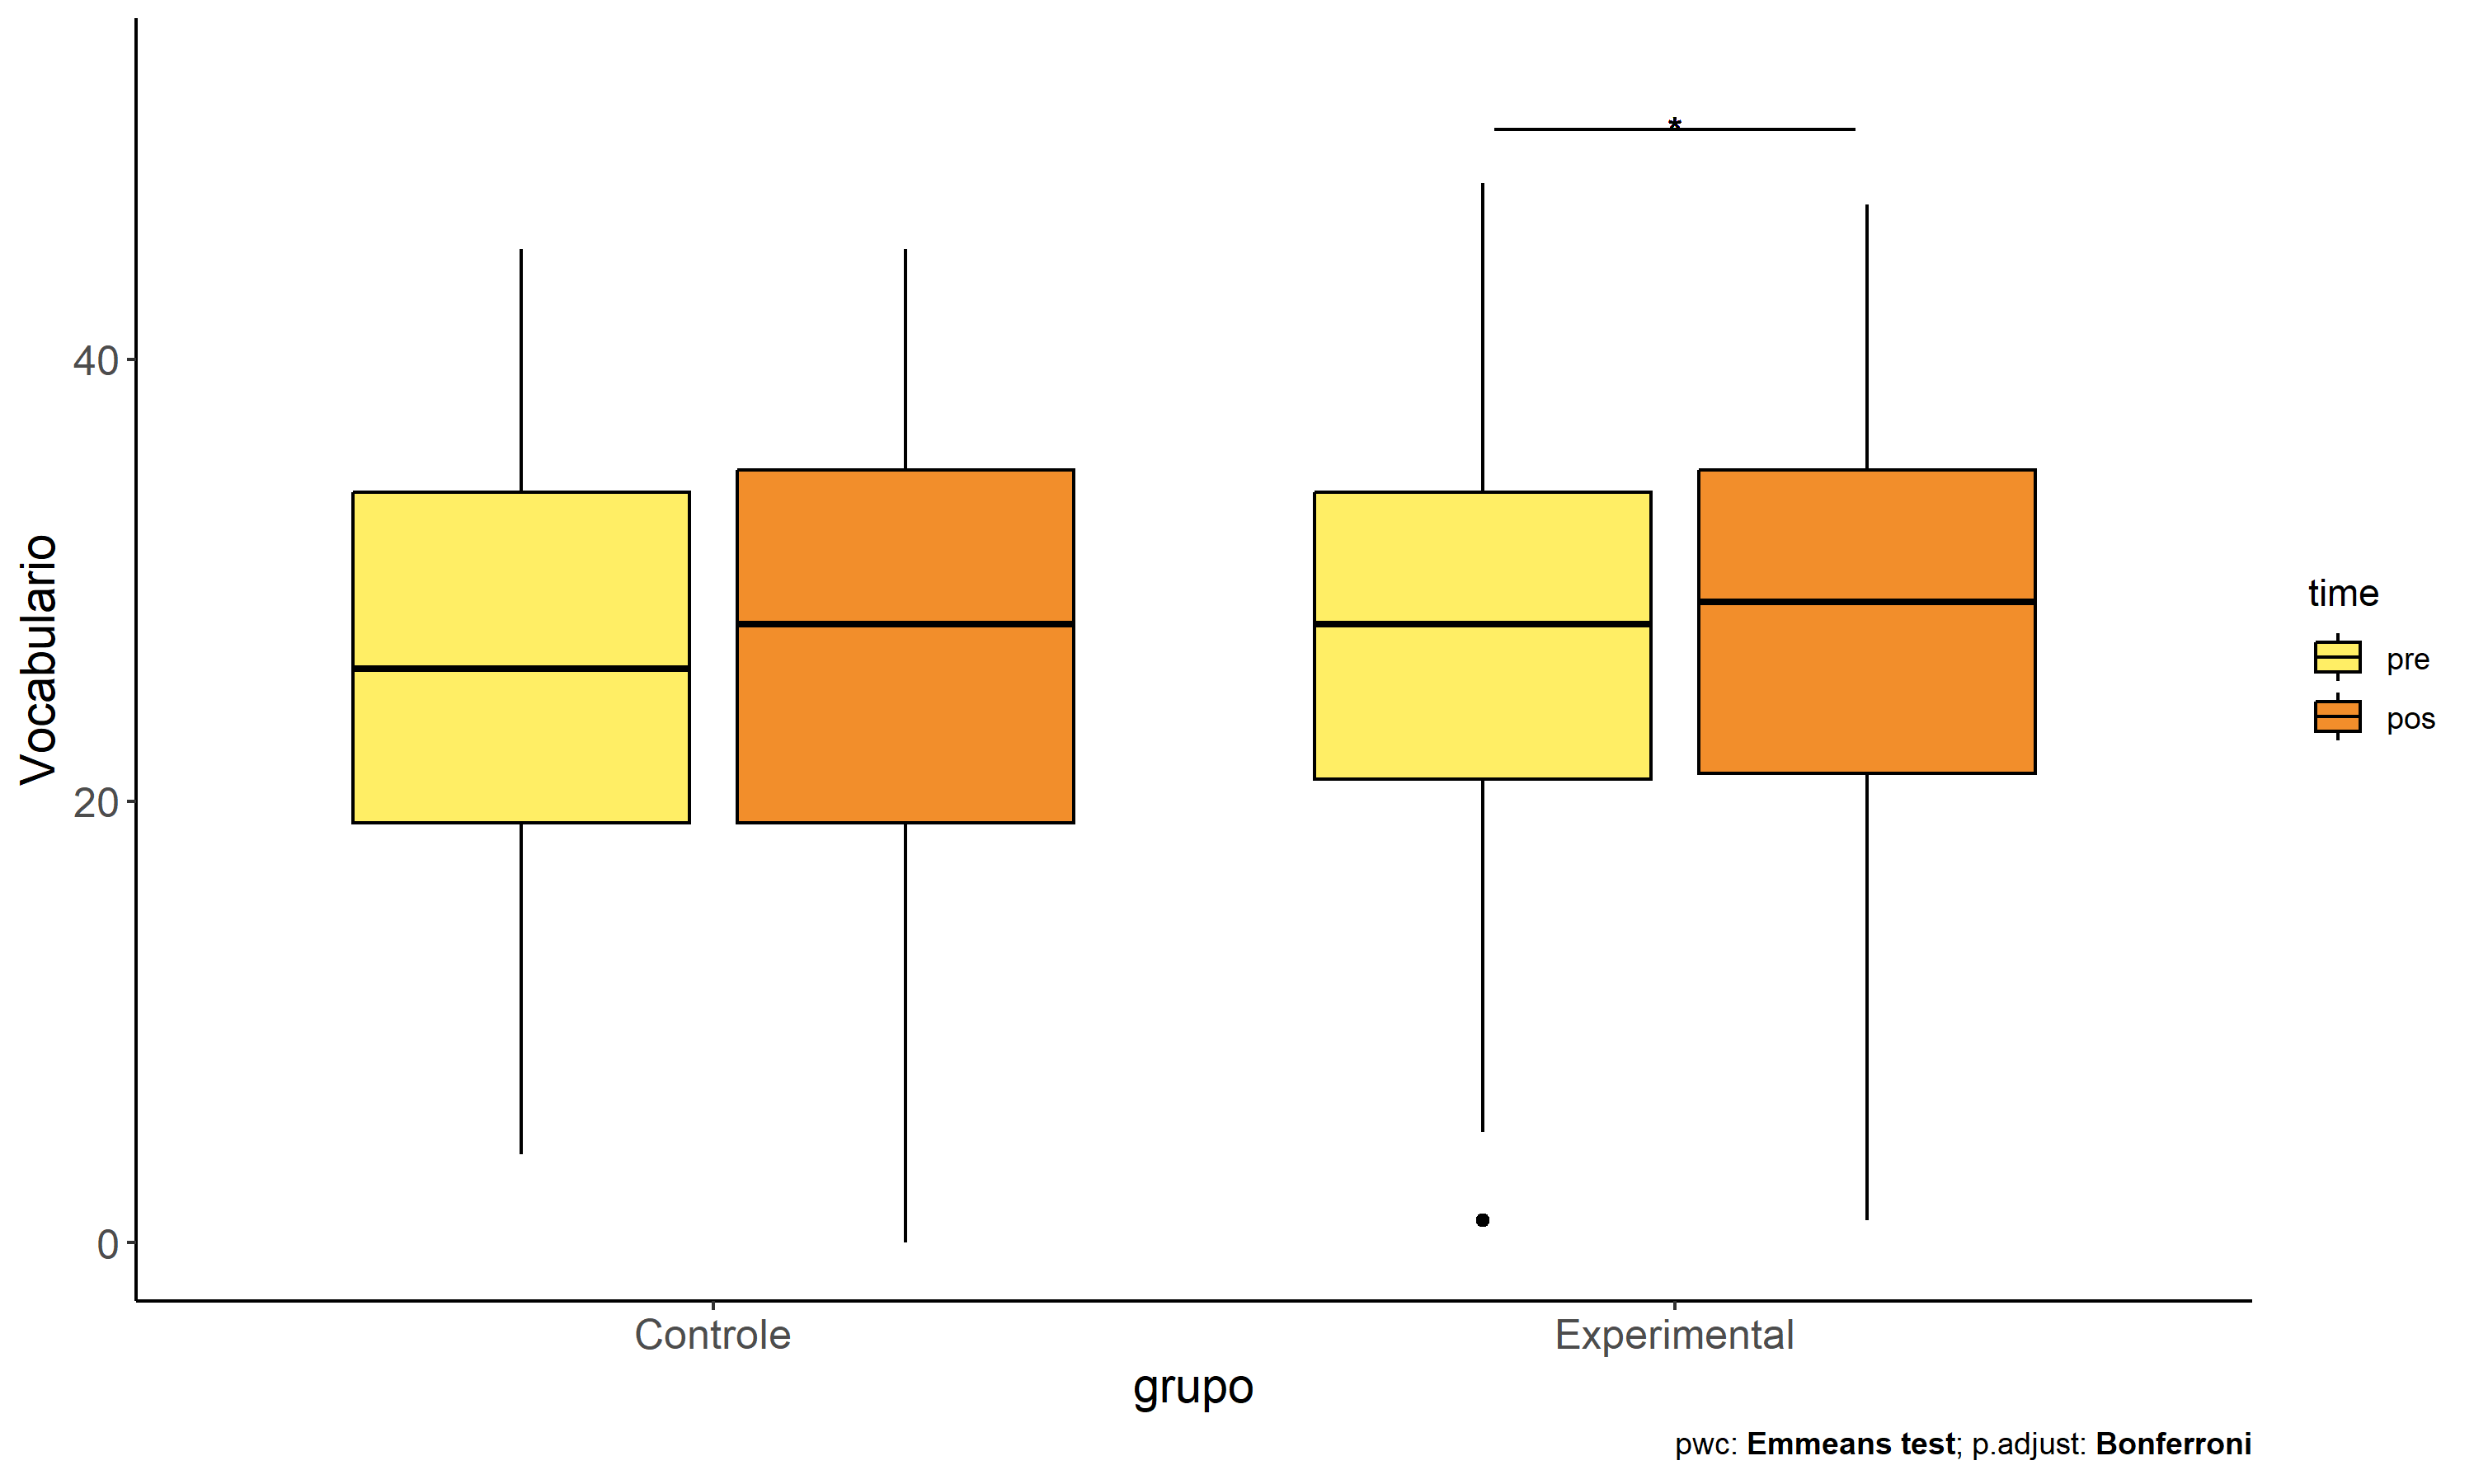 *
Vocabulario
40
20
0
Controle
Experimental
grupo
time
pre
pos
pwc: Emmeans test; p.adjust: Bonferroni